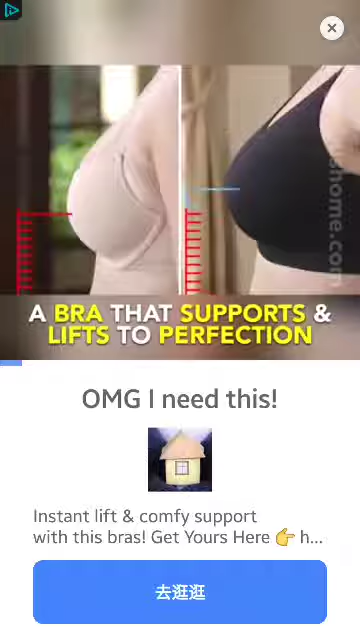 A BRA THAT SUPPORTS &
LIFTS TO PERFECTION
OMG I need this!
Instant lift & comfy support
with this bras! Get Yours Here 👉 h...
去逛逛